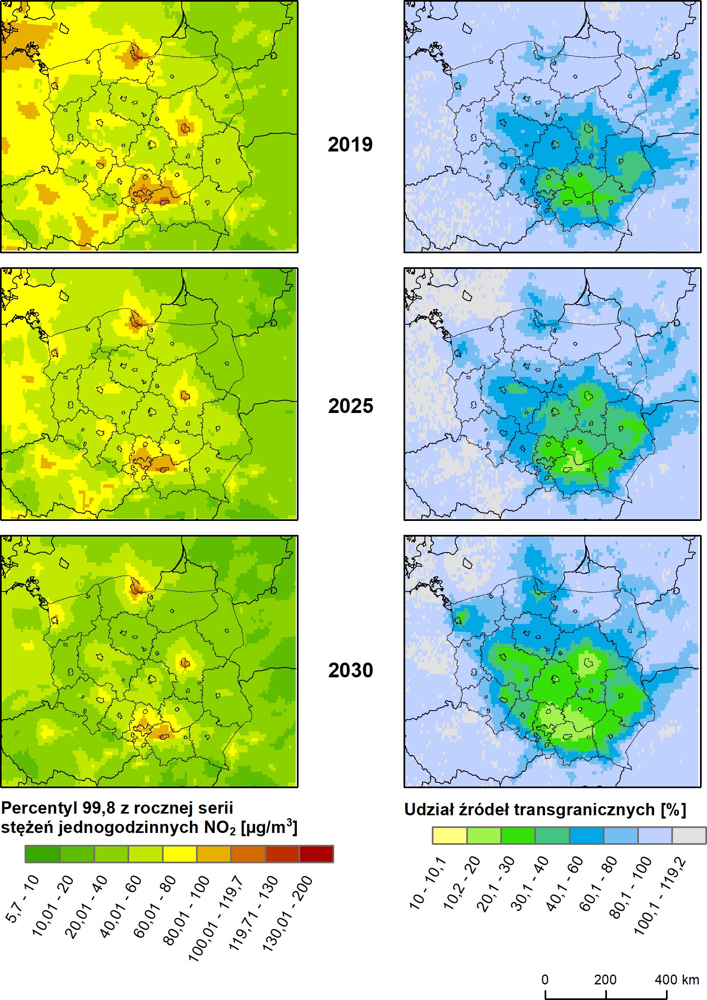 2019
2025
2030
Percentyl 99,8 z rocznej serii
stężeń jednogodzinnych NO₂ [µg/m³]
5,7 - 10
10,01 - 20
20,01 - 40
40,01 - 60
60,01 - 80
80,01 - 100
100,01 - 119,7
119,71 - 130
130,01 - 200
Udział źródeł transgranicznych [%]
10 - 10,1
10,2 - 20
20,1 - 30
30,1 - 40
40,1 - 60
60,1 - 80
80,1 - 100
100,1 - 119,2
0 200 400 km